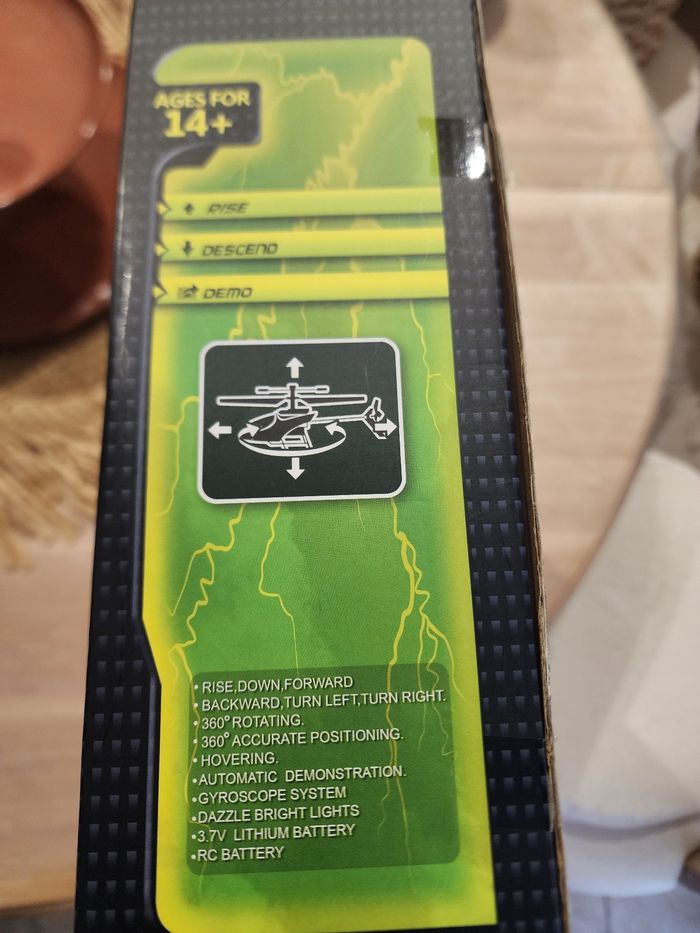 AGES FOR
14+
RISE
DESCEND
DEMO
• RISE,DOWN,FORWARD
• BACKWARD,TURN LEFT,TURN RIGHT.
• 360° ROTATING.
• 360° ACCURATE POSITIONING.
• HOVERING.
• AUTOMATIC DEMONSTRATION.
• GYROSCOPE SYSTEM
• DAZZLE BRIGHT LIGHTS
• 3.7V LITHIUM BATTERY
• RC BATTERY